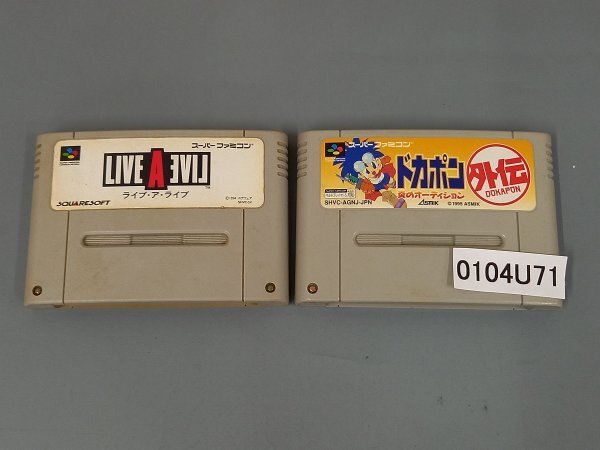 スーパーファミコン
LIVE A EVIL
TM
ライブ・ア・ライブ
SQUARESOFT
スーパーファミコン
ドカポン
外伝
DOKAPON
炎のオーディション
SHVC-AGNJ-JPN
ASMIK
© 1995 ASMIK
0104U71